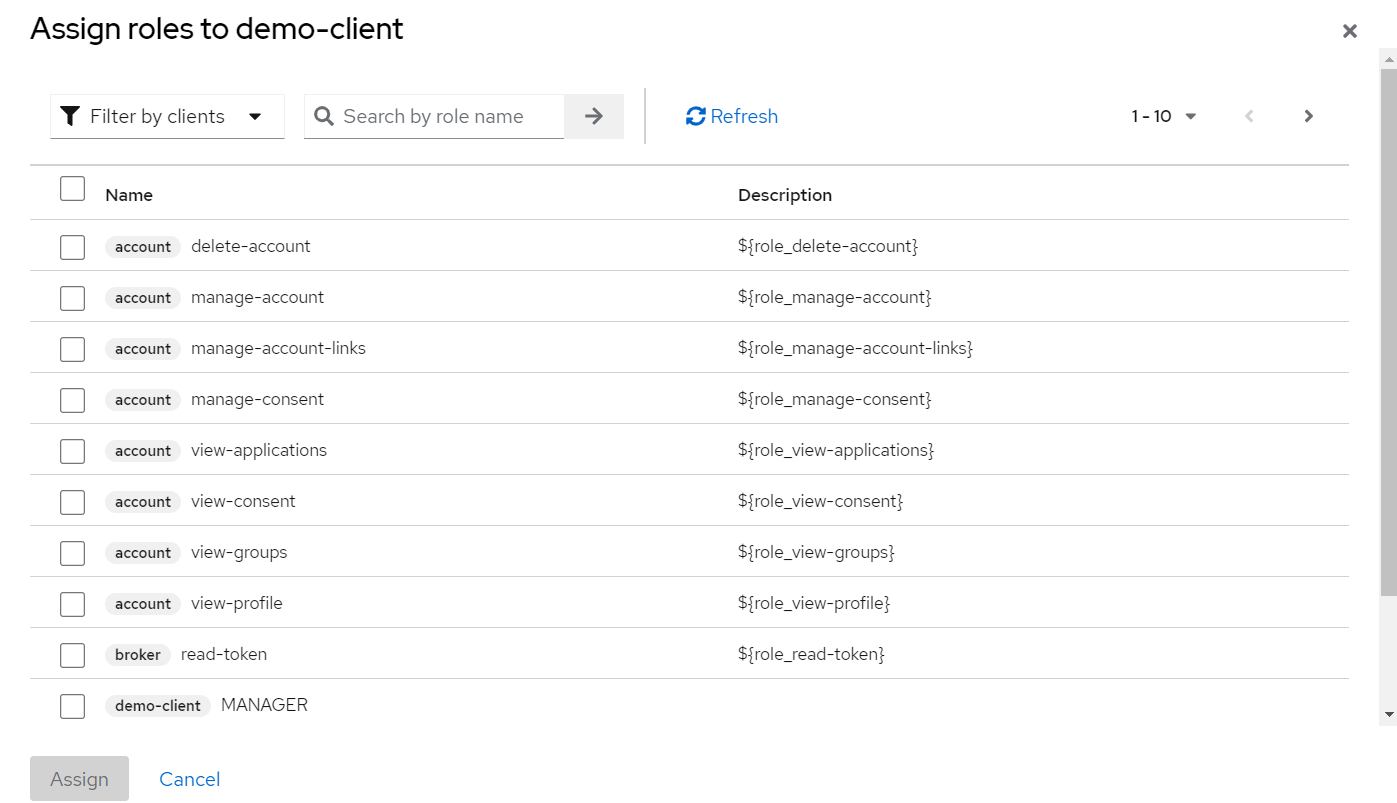 Assign roles to demo-client
Filter by clients
Search by role name
Refresh
1 - 10
Name Description
account delete-account ${role_delete-account}
account manage-account ${role_manage-account}
account manage-account-links ${role_manage-account-links}
account manage-consent ${role_manage-consent}
account view-applications ${role_view-applications}
account view-consent ${role_view-consent}
account view-groups ${role_view-groups}
account view-profile ${role_view-profile}
broker read-token ${role_read-token}
demo-client MANAGER
Assign Cancel